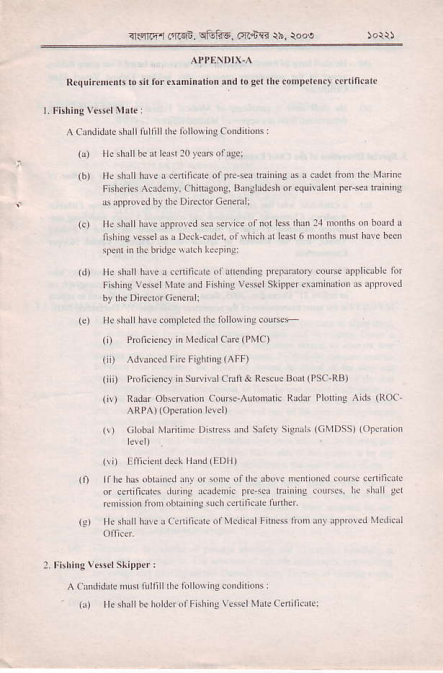 বাংলাদেশ গেজেট, অতিরিক্ত, সেপ্টেম্বর ২৯, ২০০৩ ১০২২১
APPENDIX-A
Requirements to sit for examination and to get the competency certificate
1. Fishing Vessel Mate :
A Candidate shall fulfill the following Conditions :
(a) He shall be at least 20 years of age;
(b) He shall have a certificate of pre-sea training as a cadet from the Marine
Fisheries Academy, Chittagong, Bangladesh or equivalent per-sea training
as approved by the Director General;
(c) He shall have approved sea service of not less than 24 months on board a
fishing vessel as a Deck-cadet, of which at least 6 months must have been
spent in the bridge watch keeping;
(d) He shall have a certificate of attending preparatory course applicable for
Fishing Vessel Mate and Fishing Vessel Skipper examination as approved
by the Director General;
(e) He shall have completed the following courses—
(i) Proficiency in Medical Care (PMC)
(ii) Advanced Fire Fighting (AFF)
(iii) Proficiency in Survival Craft & Rescue Boat (PSC-RB)
(iv) Radar Observation Course-Automatic Radar Plotting Aids (ROC-
ARPA) (Operation level)
(v) Global Maritime Distress and Safety Signals (GMDSS) (Operation
level)
(vi) Efficient deck Hand (EDH)
(f) If he has obtained any or some of the above mentioned course certificate
or certificates during academic pre-sea training courses, he shall get
remission from obtaining such certificate further.
(g) He shall have a Certificate of Medical Fitness from any approved Medical
Officer.
2. Fishing Vessel Skipper :
A Candidate must fulfill the following conditions :
(a) He shall be holder of Fishing Vessel Mate Certificate;